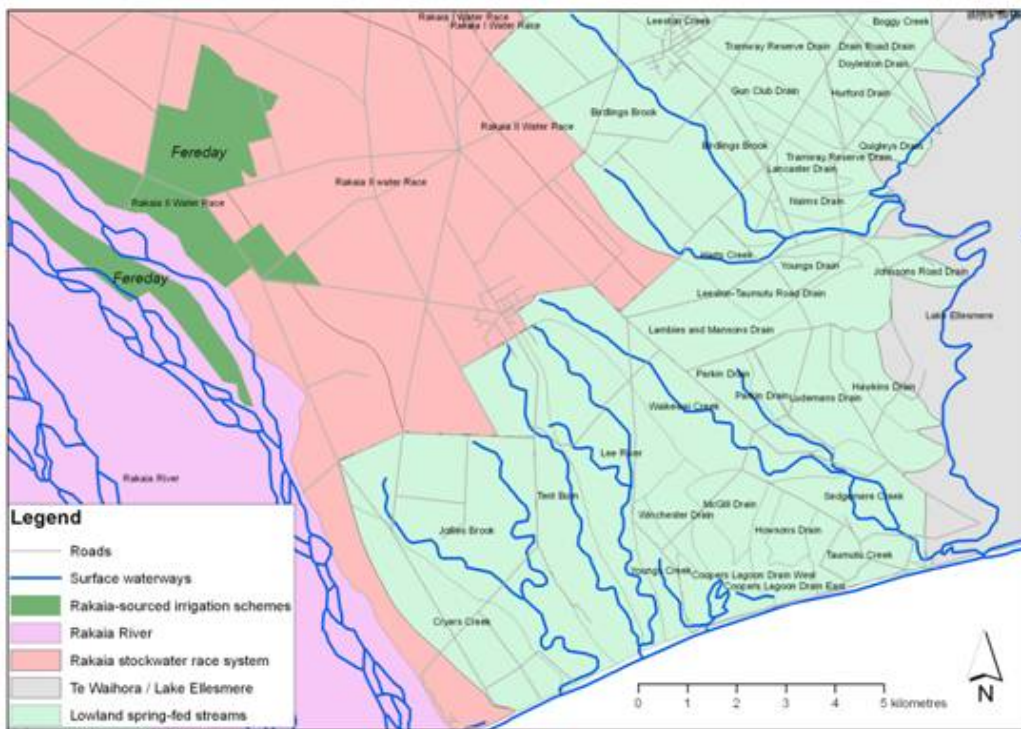 Rakaia I Water Race
Rakaia I Water Race
Leeston Creek
Boggy Creek
Tramway Reserve Drain
Drain Road Drain
Doyleston Drain
Gun Club Drain
Hurford Drain
Birdlings Brook
Rakaia II Water Race
Birdlings Brook
Quigleys Drain
Tramway Reserve Drain
Lancaster Drain
Fereday
Rakaia II water Race
Rakaia II Water Race
Nairns Drain
Watts Creek
Youngs Drain
Johnsons Road Drain
Fereday
Leeston-Taumutu Road Drain
Lake Ellesmere
Lambies and Mansons Drain
Parkin Drain
Hawkins Drain
Parkin Drain
Ludemans Drain
Waikekewai Creek
Lee River
Rakaia River
Tent Burn
Sedgemere Creek
McGill Drain
Winchester Drain
Jollies Brook
Howsons Drain
Taumutu Creek
Youngs Creek
Coopers Lagoon Drain West
Coopers Lagoon Drain East
Cryers Creek
Legend
Roads
Surface waterways
Rakaia-sourced irrigation schemes
Rakaia River
Rakaia stockwater race system
Te Waihora / Lake Ellesmere
Lowland spring-fed streams
N
0 1 2 3 4 5 kilometres